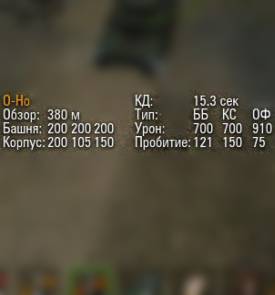 О-Но
КД: 15.3 сек
Обзор: 380 м
Тип: ББ КС ОФ
Башня: 200 200 200
Урон: 700 700 910
Корпус: 200 105 150
Пробитие: 121 150 75